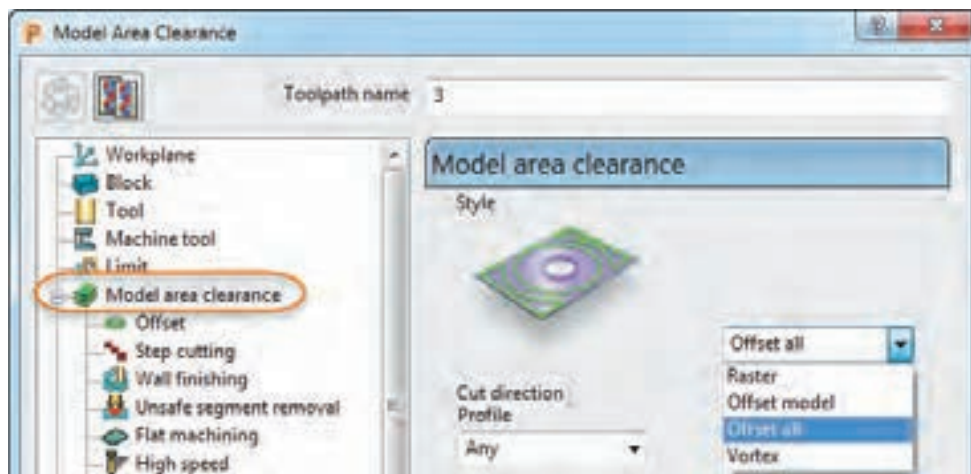 Model Area Clearance
?
Toolpath name 3
Workplane
Block
Tool
Machine tool
Limit
Model area clearance
Offset
Step cutting
Wall finishing
Unsafe segment removal
Flat machining
High speed
Model area clearance
Style
Offset all
Raster
Offset model
Offset all
Vortex
Cut direction
Profile
Any